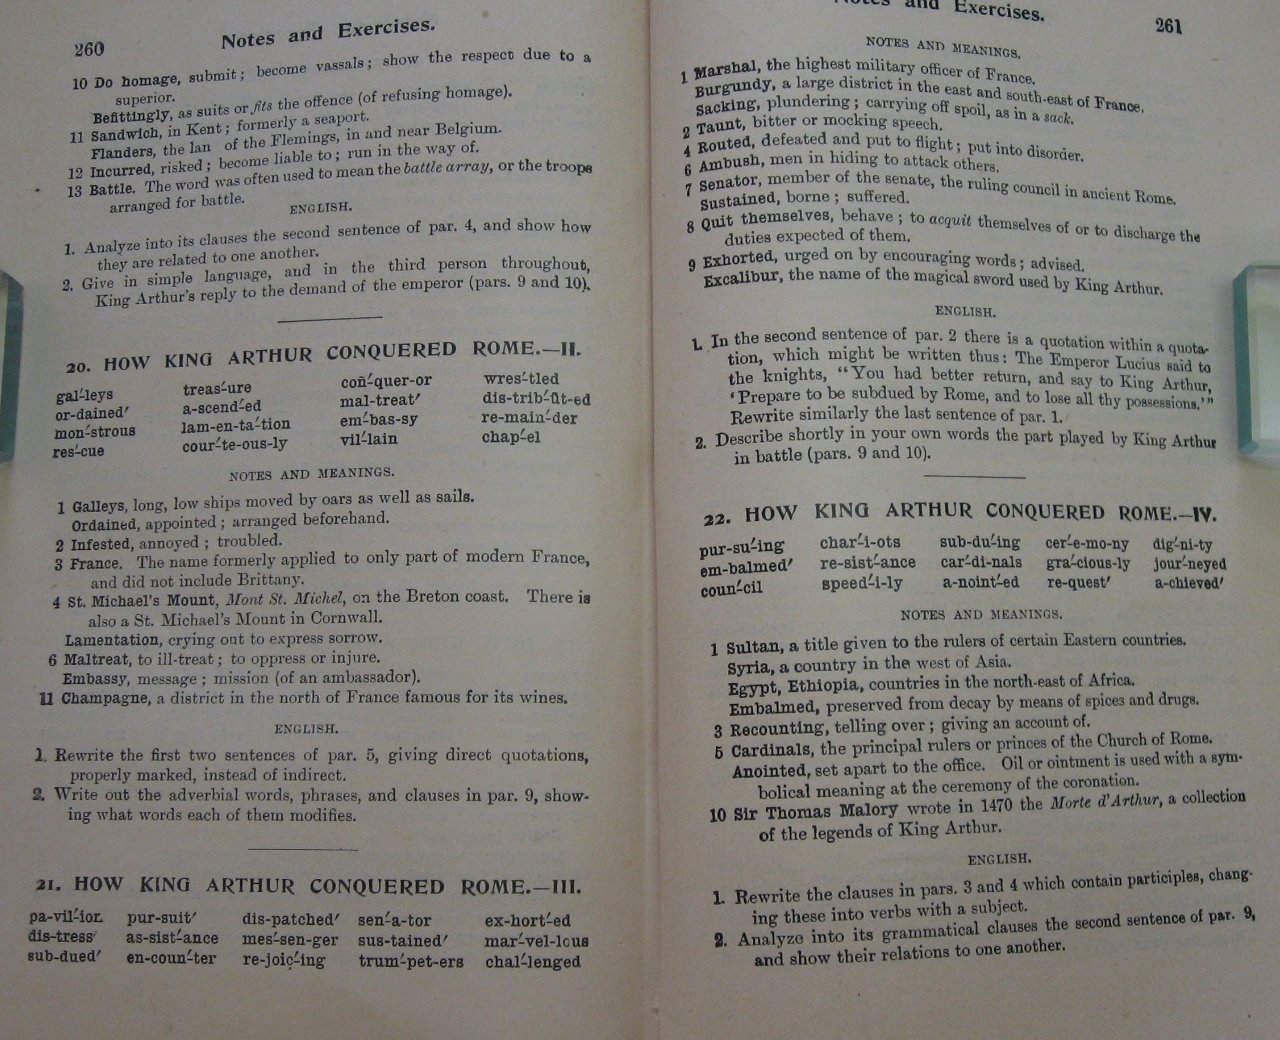 260
Notes and Exercises.
10 Do homage, submit; become vassals; show the respect due to a
superior.
Befittingly, as suits or fits the offence (of refusing homage).
11 Sandwich, in Kent; formerly a seaport.
Flanders, the lan of the Flemings, in and near Belgium.
12 Incurred, risked; become liable to; run in the way of.
13 Battle. The word was often used to mean the battle array, or the troops
arranged for battle.
ENGLISH.
1. Analyze into its clauses the second sentence of par. 4, and show how
they are related to one another.
2. Give in simple language, and in the third person throughout,
King Arthur's reply to the demand of the emperor (pars. 9 and 10).
20. HOW KING ARTHUR CONQUERED ROME.—II.
gal´-leys treas´-ure coñ´-quer-or wres´-tled
or-dained´ a-scend´-ed mal-treat´ dis-trib´-ūt-ed
mon´-strous lam-en-ta´-tion em´-bas-sy re-main´-der
res´-cue cour´-te-ous-ly vil´-lain chap´-el
NOTES AND MEANINGS.
1 Galleys, long, low ships moved by oars as well as sails.
Ordained, appointed; arranged beforehand.
2 Infested, annoyed; troubled.
3 France. The name formerly applied to only part of modern France,
and did not include Brittany.
4 St. Michael's Mount, Mont St. Michel, on the Breton coast. There is
also a St. Michael's Mount in Cornwall.
Lamentation, crying out to express sorrow.
6 Maltreat, to ill-treat; to oppress or injure.
Embassy, message; mission (of an ambassador).
11 Champagne, a district in the north of France famous for its wines.
ENGLISH.
1. Rewrite the first two sentences of par. 5, giving direct quotations,
properly marked, instead of indirect.
2. Write out the adverbial words, phrases, and clauses in par. 9, show-
ing what words each of them modifies.
21. HOW KING ARTHUR CONQUERED ROME.—III.
pa-vil´-ion pur-suit´ dis-patched´ sen´-a-tor ex-hort´-ed
dis-tress´ as-sist´-ance mes´-sen-ger sus-tained´ mar´-vel-lous
sub-dued´ en-coun´-ter re-joiç´-ing trum´-pet-ers chal´-lenged
Notes and Exercises.
261
NOTES AND MEANINGS.
1 Marshal, the highest military officer of France.
Burgundy, a large district in the east and south-east of France.
Sacking, plundering; carrying off spoil, as in a sack.
2 Taunt, bitter or mocking speech.
4 Routed, defeated and put to flight; put into disorder.
6 Ambush, men in hiding to attack others.
7 Senator, member of the senate, the ruling council in ancient Rome.
Sustained, borne; suffered.
8 Quit themselves, behave; to acquit themselves of or to discharge the
duties expected of them.
9 Exhorted, urged on by encouraging words; advised.
Excalibur, the name of the magical sword used by King Arthur.
ENGLISH.
1. In the second sentence of par. 2 there is a quotation within a quota-
tion, which might be written thus: The Emperor Lucius said to
the knights, "You had better return, and say to King Arthur,
'Prepare to be subdued by Rome, and to lose all thy possessions.'"
Rewrite similarly the last sentence of par. 1.
2. Describe shortly in your own words the part played by King Arthur
in battle (pars. 9 and 10).
22. HOW KING ARTHUR CONQUERED ROME.—IV.
pur-su´-ing char´-i-ots sub-du´-ing cer´-e-mo-ny dig´-ni-ty
em-balmed´ re-sist´-ance car´-di-nals gra´-cious-ly jour´-neyed
coun´-cil speed´-i-ly a-noint´-ed re-quest´ a-chieved´
NOTES AND MEANINGS.
1 Sultan, a title given to the rulers of certain Eastern countries.
Syria, a country in the west of Asia.
Egypt, Ethiopia, countries in the north-east of Africa.
Embalmed, preserved from decay by means of spices and drugs.
3 Recounting, telling over; giving an account of.
5 Cardinals, the principal rulers or princes of the Church of Rome.
Anointed, set apart to the office. Oil or ointment is used with a sym-
bolical meaning at the ceremony of the coronation.
10 Sir Thomas Malory wrote in 1470 the Morte d'Arthur, a collection
of the legends of King Arthur.
ENGLISH.
1. Rewrite the clauses in pars. 3 and 4 which contain participles, chang-
ing these into verbs with a subject.
2. Analyze into its grammatical clauses the second sentence of par. 9,
and show their relations to one another.